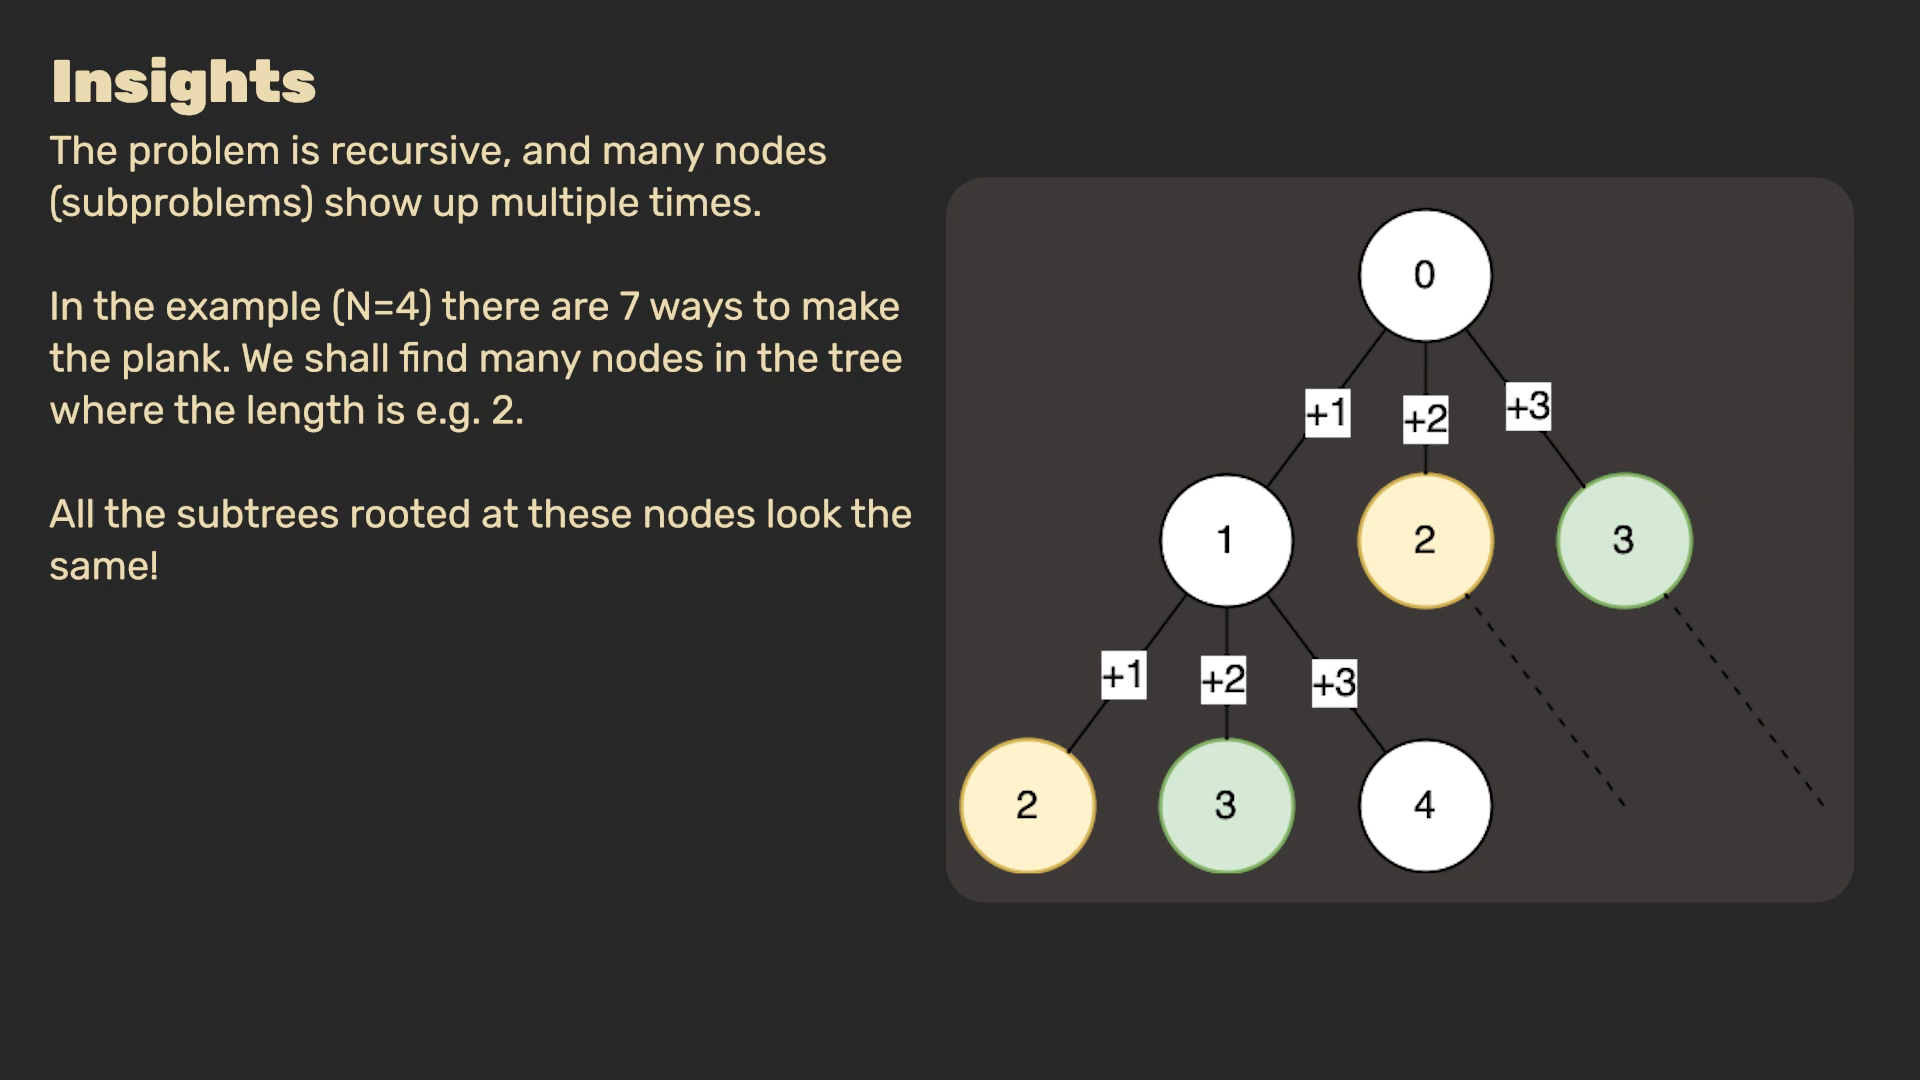 Insights
The problem is recursive, and many nodes
(subproblems) show up multiple times.
In the example (N=4) there are 7 ways to make
the plank. We shall find many nodes in the tree
where the length is e.g. 2.
All the subtrees rooted at these nodes look the
same!
0
+1 +2 +3
1 2 3
+1 +2 +3
2 3 4